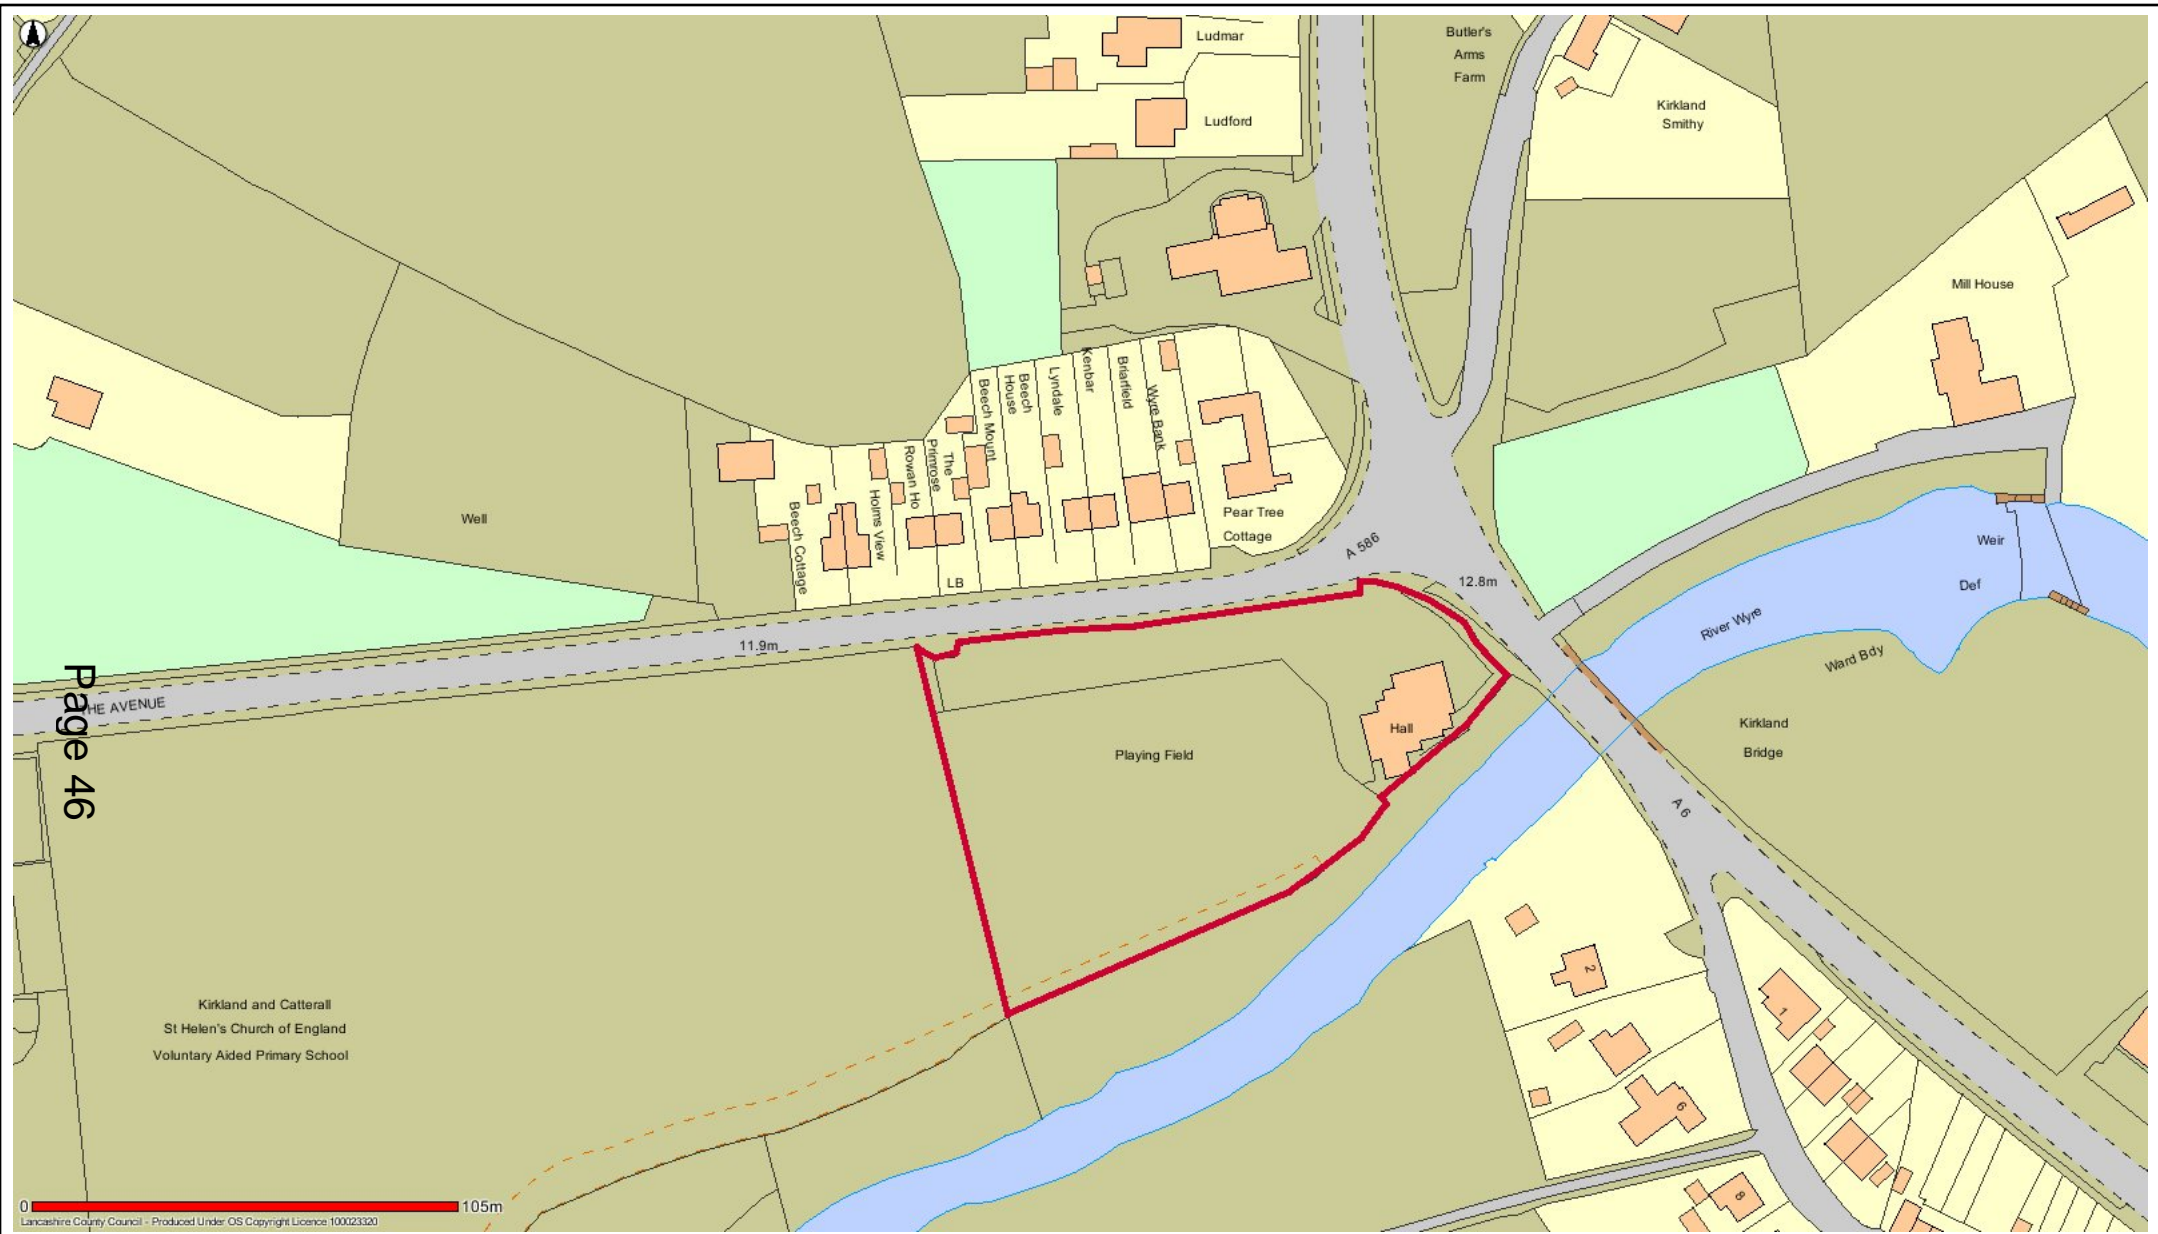 Ludmar
Ludford
Butler's
Arms
Farm
Kirkland
Smithy
Mill House
Well
Beech Cottage
Holms View
Rowan Ho
The
Primrose
Beech Mount
Beech
House
Lyndale
Kenbar
Briarfield
Wyre Bank
LB
Pear Tree
Cottage
A 586
12.8m
11.9m
THE AVENUE
Page 46
Weir
Def
River Wyre
Ward Bdy
Kirkland
Bridge
A 6
Hall
Playing Field
2
1
6
8
Kirkland and Catterall
St Helen's Church of England
Voluntary Aided Primary School
0 105m
Lancashire County Council - Produced Under OS Copyright Licence 100023320